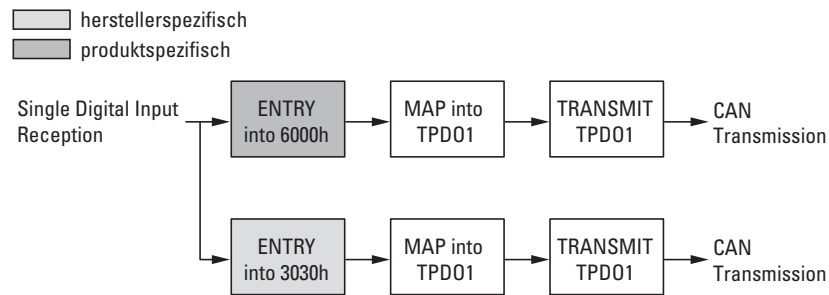 herstellerspezifisch
produktspezifisch
Single Digital Input
Reception
ENTRY
into 6000h
MAP into
TPDO1
TRANSMIT
TPDO1
CAN
Transmission
ENTRY
into 3030h
MAP into
TPDO1
TRANSMIT
TPDO1
CAN
Transmission